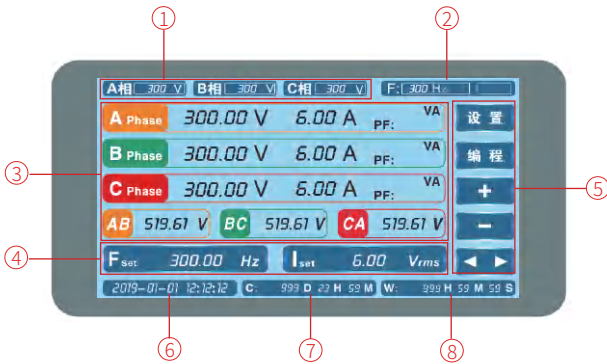 ① ②
A相 300 V B相 300 V C相 300 V F: 300 Hz
A Phase 300.00 V 6.00 A PF: VA 设置
B Phase 300.00 V 6.00 A PF: VA 编程
③ C Phase 300.00 V 6.00 A PF: VA + ⑤
AB 519.61 V BC 519.61 V CA 519.61 V −
④ Fset 300.00 Hz Iset 6.00 Vrms ◀ ▶
2019-01-01 12:12:12 C: 999 D 23 H 59 M W: 999 H 59 M 59 S
⑥ ⑦ ⑧